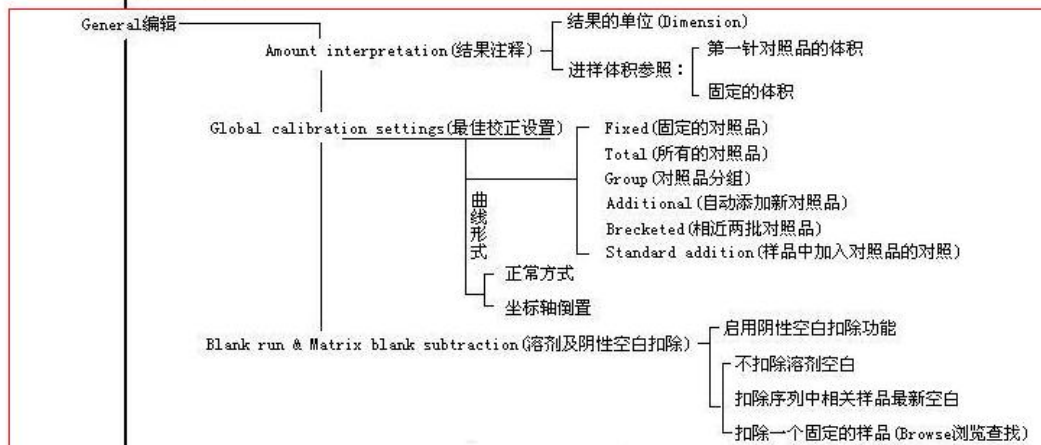 General编辑
结果的单位(Dimension)
Amount interpretation(结果注释)
第一针对照品的体积
进样体积参照：
固定的体积
Global calibration settings(最佳校正设置)
Fixed(固定的对照品)
Total(所有的对照品)
Group(对照品分组)
Additional(自动添加新对照品)
Brecketed(相近两批对照品)
Standard addition(样品中加入对照品的对照)
曲线形式
正常方式
坐标轴倒置
Blank run & Matrix blank subtraction(溶剂及阴性空白扣除)
启用阴性空白扣除功能
不扣除溶剂空白
扣除序列中相关样品最新空白
扣除一个固定的样品(Browse浏览查找)